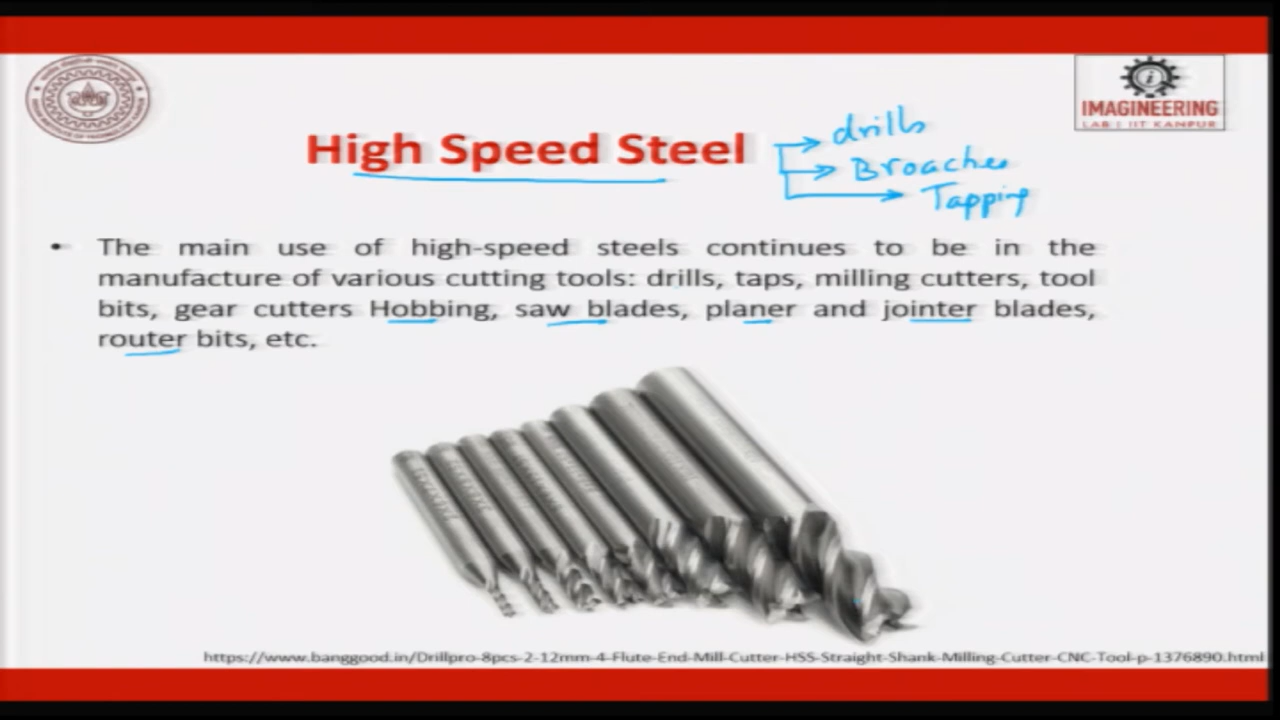 IMAGINEERING
LAB : IIT KANPUR
High Speed Steel
drills
Broaches
Tapping
• The main use of high-speed steels continues to be in the
manufacture of various cutting tools: drills, taps, milling cutters, tool
bits, gear cutters Hobbing, saw blades, planer and jointer blades,
router bits, etc.
https://www.banggood.in/Drillpro-8pcs-2-12mm-4-Flute-End-Mill-Cutter-HSS-Straight-Shank-Milling-Cutter-CNC-Tool-p-1376890.html